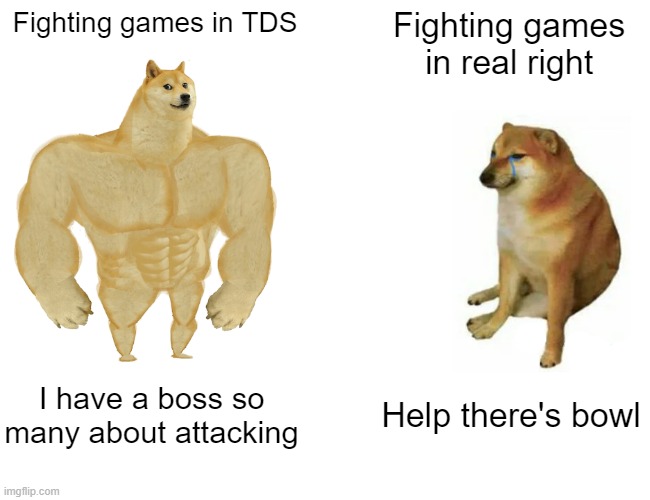 Fighting games in TDS
Fighting games
in real right
I have a boss so
many about attacking
Help there's bowl
imgflip.com